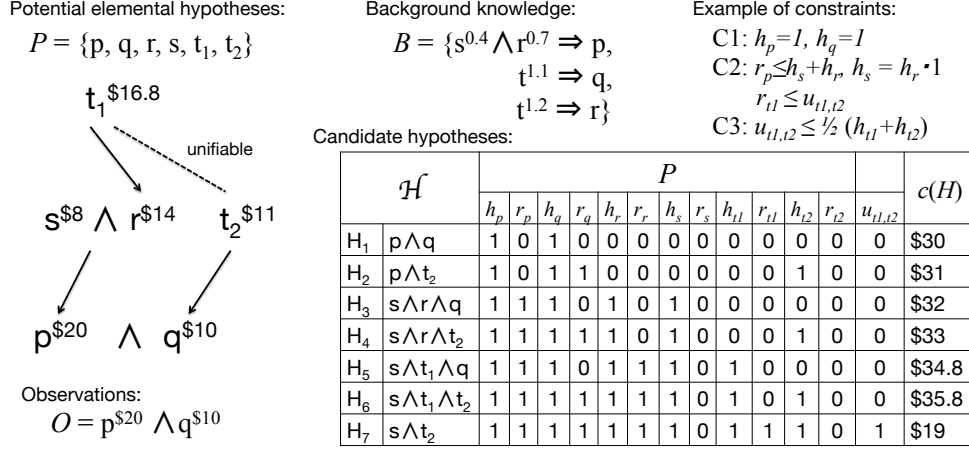 Potential elemental hypotheses:
P = {p, q, r, s, t₁, t₂}
t₁$16.8
unifiable
s$8 ∧ r$14 t₂$11
p$20 ∧ q$10
Observations:
O = p$20 ∧ q$10
Background knowledge:
B = {s0.4 ∧ r0.7 ⇒ p,
t1.1 ⇒ q,
t1.2 ⇒ r}
Example of constraints:
C1: hp=1, hq=1
C2: rp≤hs+hr, hs = hr·1
rt1 ≤ ut1,t2
C3: ut1,t2 ≤ ½ (ht1+ht2)
Candidate hypotheses:
ℋ P c(H)
hp rp hq rq hr rr hs rs ht1 rt1 ht2 rt2 ut1,t2
H₁ p∧q 1 0 1 0 0 0 0 0 0 0 0 0 0 $30
H₂ p∧t₂ 1 0 1 1 0 0 0 0 0 0 1 0 0 $31
H₃ s∧r∧q 1 1 1 0 1 0 1 0 0 0 0 0 0 $32
H₄ s∧r∧t₂ 1 1 1 1 1 0 1 0 0 0 1 0 0 $33
H₅ s∧t₁∧q 1 1 1 0 1 1 1 0 1 0 0 0 0 $34.8
H₆ s∧t₁∧t₂ 1 1 1 1 1 1 1 0 1 0 1 0 0 $35.8
H₇ s∧t₂ 1 1 1 1 1 1 1 0 1 1 1 0 1 $19